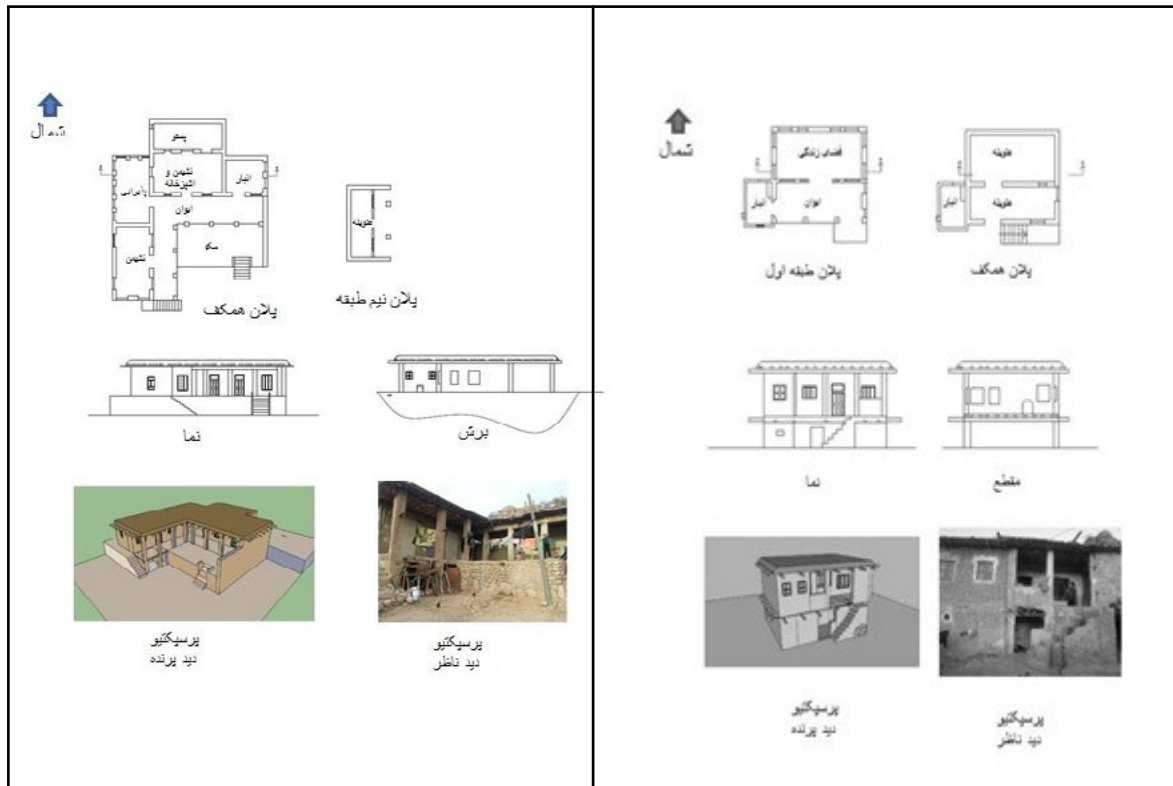 شمال
پستو
نشیمن و
اشپزخانه
انبار
ایوان
سکو
نشیمن
طویله
پلان همکف
پلان نیم طبقه
نما
برش
پرسپکتیو
دید پرنده
پرسپکتیو
دید ناظر
شمال
فضای زندگی
انبار
ایوان
پلان طبقه اول
طویله
انبار
طویله
پلان همکف
نما
مقطع
پرسپکتیو
دید پرنده
پرسپکتیو
دید ناظر